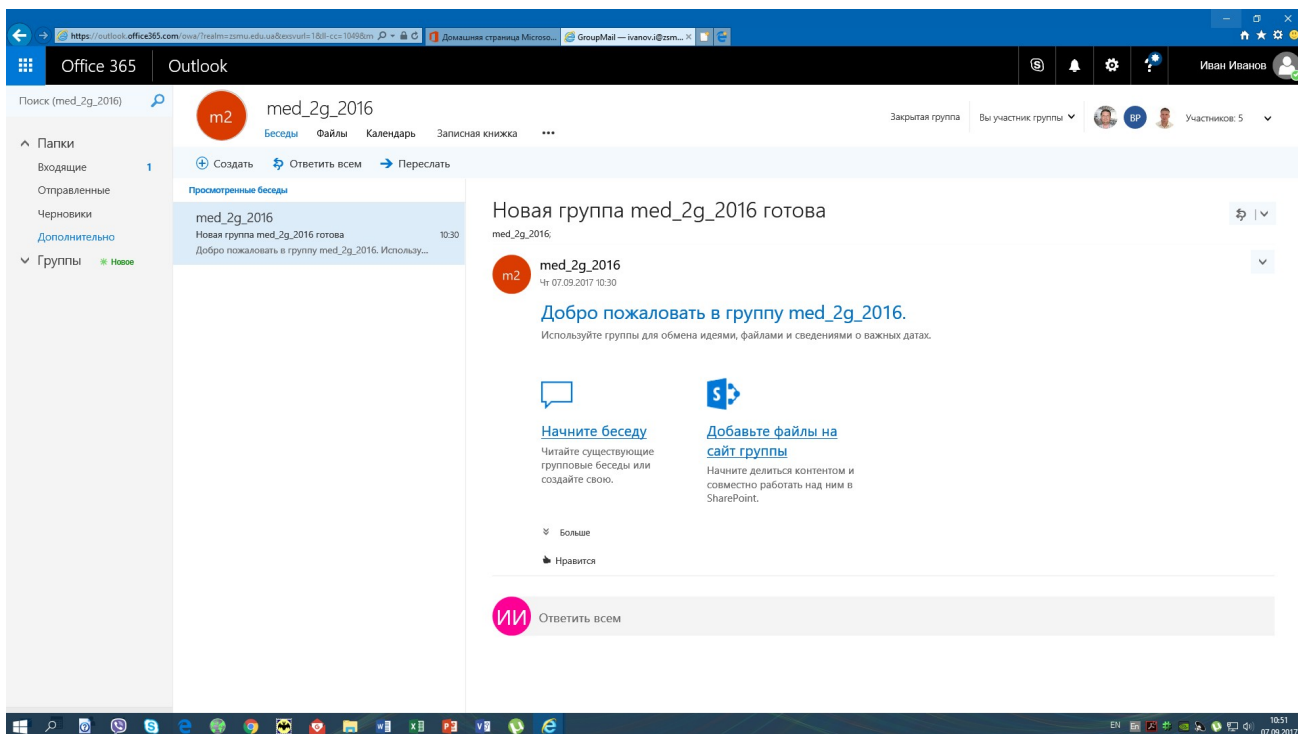 https://outlook.office365.com/owa/?realm=zsmu.edu.ua&exsvurl=1&ll-cc=1049&m
Домашняя страница Microso...
GroupMail — ivanov.i@zsm...
Office 365
Outlook
Иван Иванов
Поиск (med_2g_2016)
Папки
Входящие 1
Отправленные
Черновики
Дополнительно
Группы Новое
m2
med_2g_2016
Беседы Файлы Календарь Записная книжка
Закрытая группа
Вы участник группы
ВР
Участников: 5
Создать Ответить всем Переслать
Просмотренные беседы
med_2g_2016
Новая группа med_2g_2016 готова 10:30
Добро пожаловать в группу med_2g_2016. Использу...
Новая группа med_2g_2016 готова
med_2g_2016;
m2
med_2g_2016
Чт 07.09.2017 10:30
Добро пожаловать в группу med_2g_2016.
Используйте группы для обмена идеями, файлами и сведениями о важных датах.
Начните беседу
Читайте существующие
групповые беседы или
создайте свою.
Добавьте файлы на
сайт группы
Начните делиться контентом и
совместно работать над ним в
SharePoint.
Больше
Нравится
ИИ
Ответить всем
EN
10:51
07.09.2017